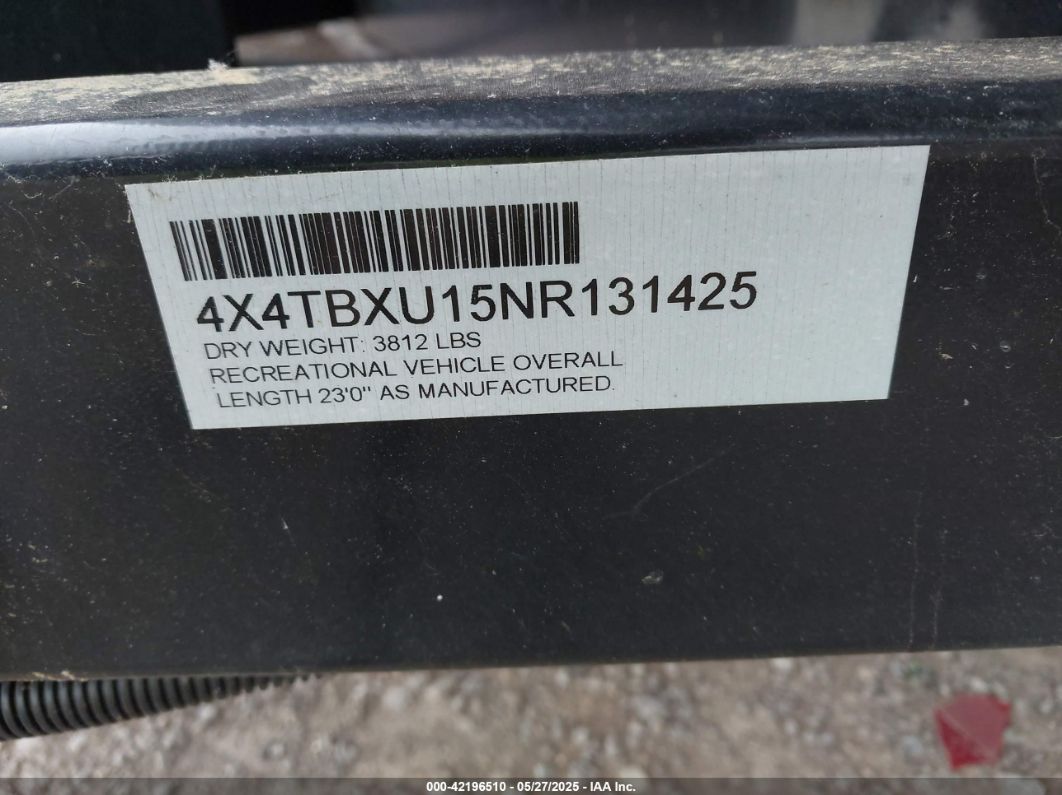 4X4TBXU15NR131425
DRY WEIGHT: 3812 LBS
RECREATIONAL VEHICLE OVERALL
LENGTH 23'0" AS MANUFACTURED.
000-42196510 - 05/27/2025 - IAA Inc.